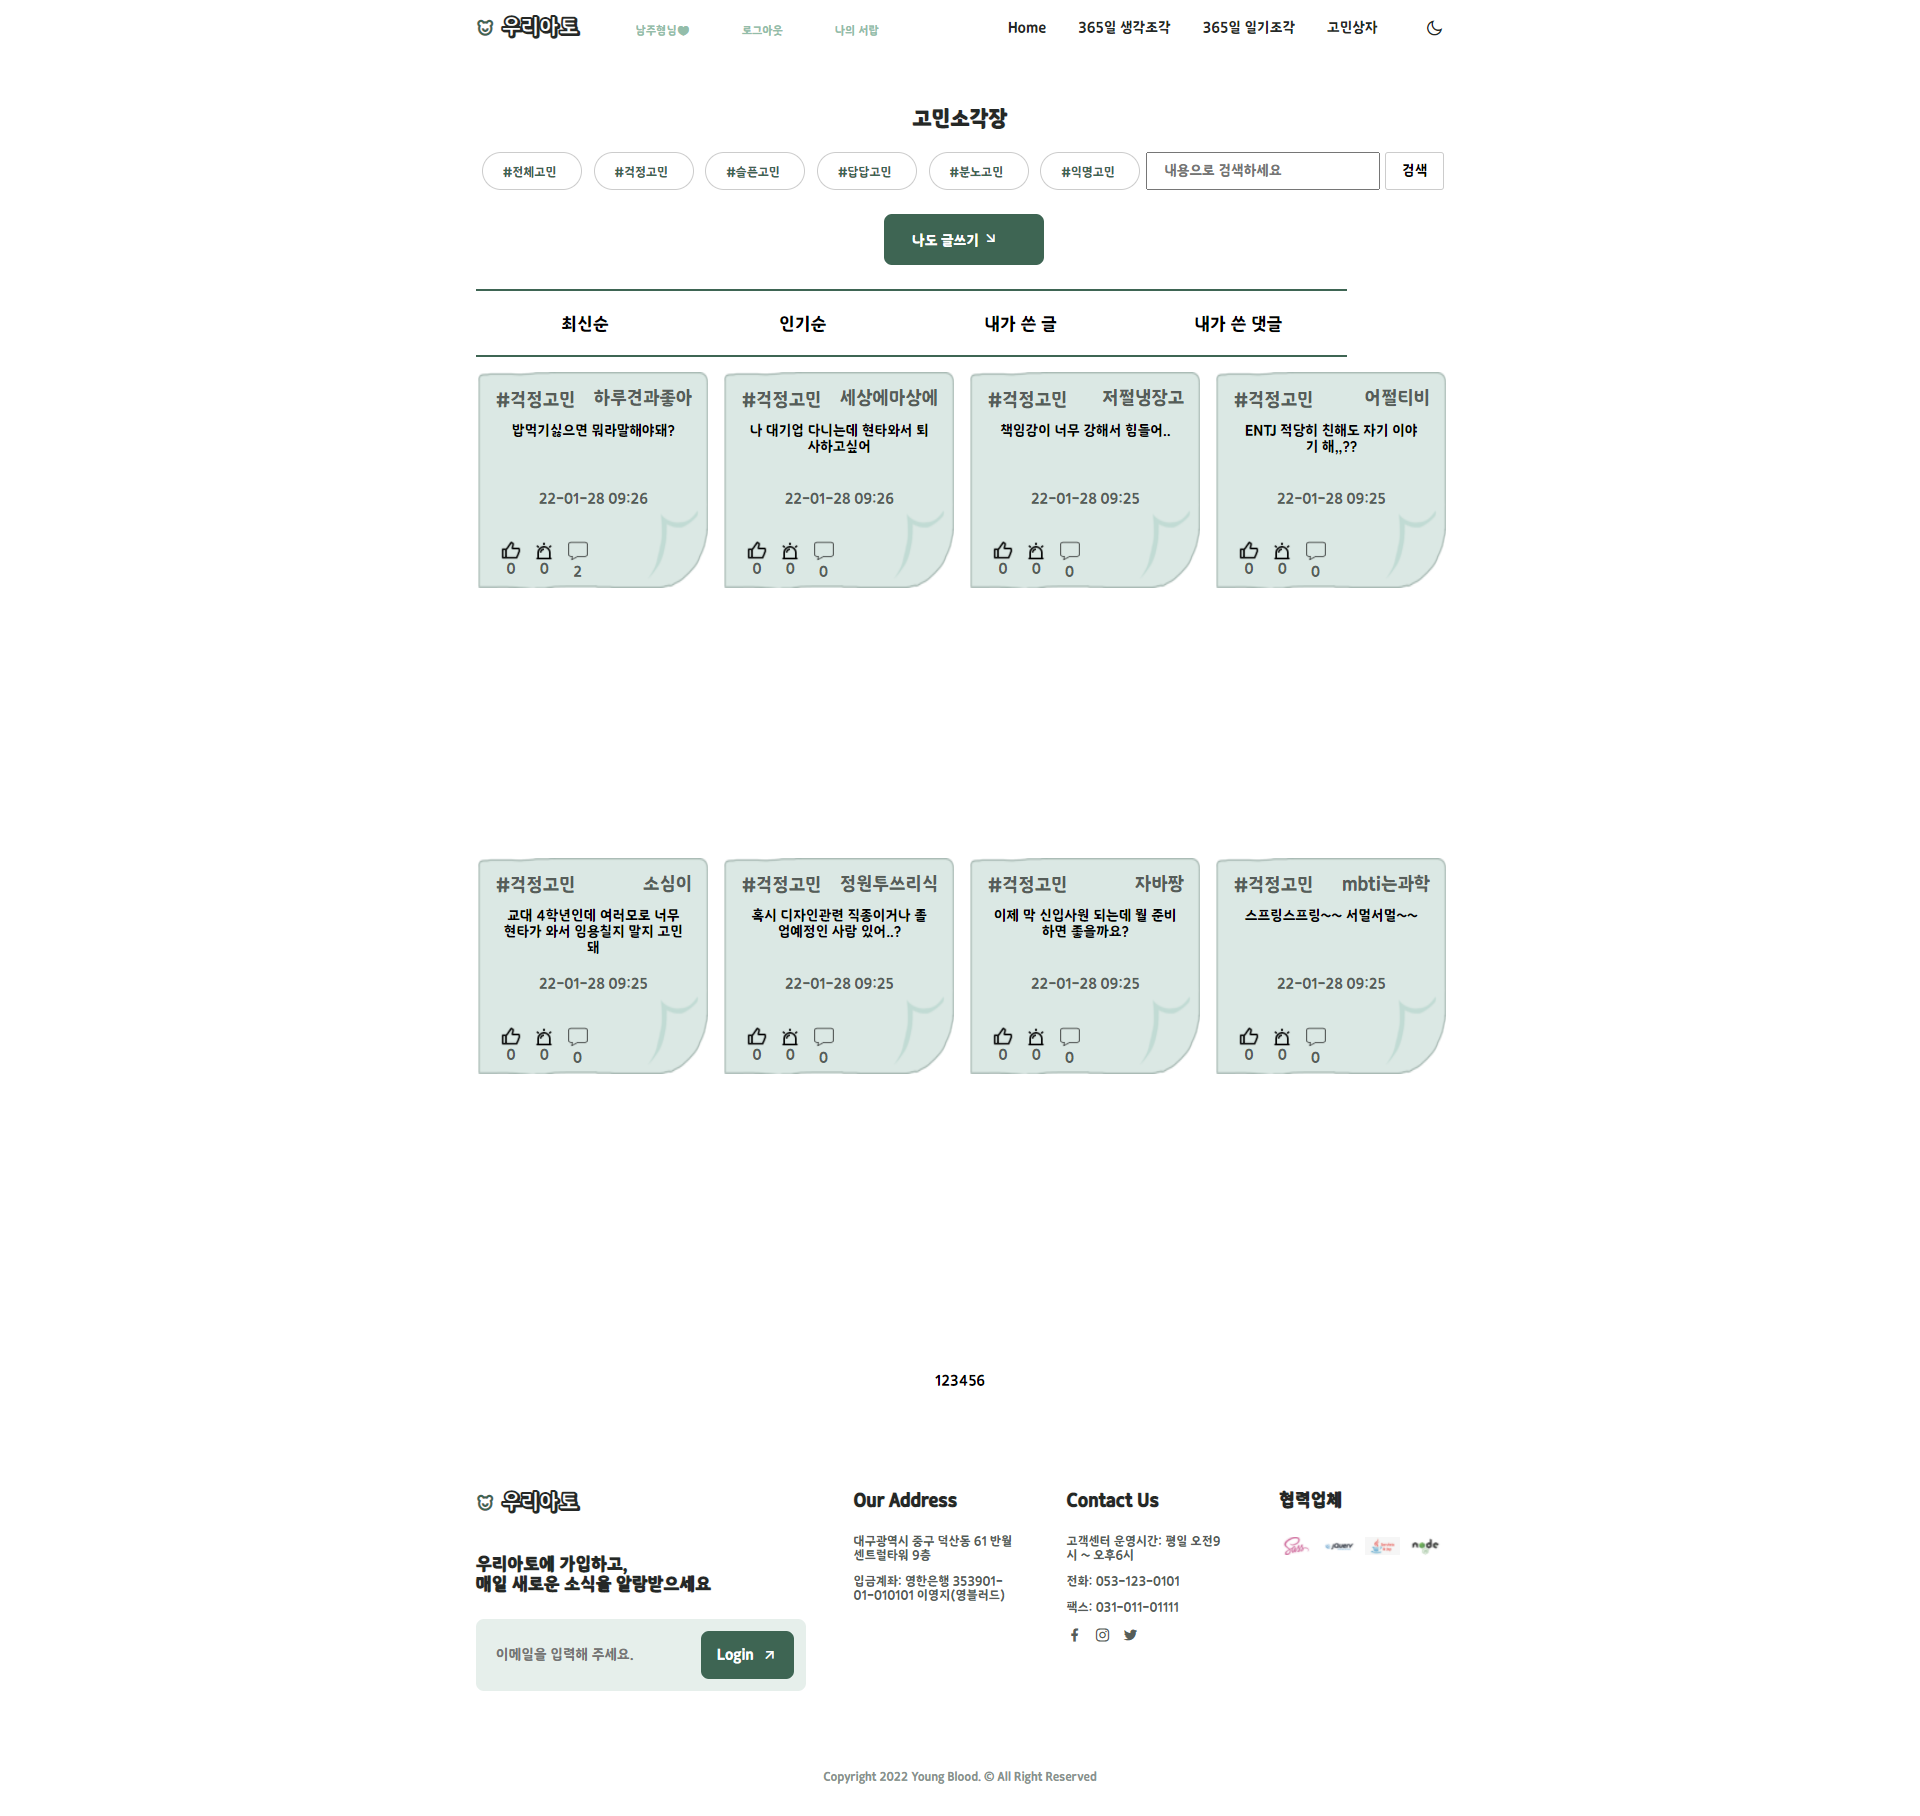 우리아토 남주형님 로그아웃 나의 서랍 Home 365일 생각조각 365일 일기조각 고민상자
고민소각장
#전체고민 #걱정고민 #슬픈고민 #답답고민 #분노고민 #익명고민 내용으로 검색하세요 검색
나도 글쓰기
최신순 인기순 내가 쓴 글 내가 쓴 댓글
#걱정고민 하루견과좋아
밥먹기싫으면 뭐라말해야돼?
22-01-28 09:26
0 0 2
#걱정고민 세상에마상에
나 대기업 다니는데 현타와서 퇴
사하고싶어
22-01-28 09:26
0 0 0
#걱정고민 저쩔냉장고
책임감이 너무 강해서 힘들어..
22-01-28 09:25
0 0 0
#걱정고민 어쩔티비
ENTJ 적당히 친해도 자기 이야
기 해,,??
22-01-28 09:25
0 0 0
#걱정고민 소심이
교대 4학년인데 여러모로 너무
현타가 와서 임용칠지 말지 고민
돼
22-01-28 09:25
0 0 0
#걱정고민 정원투쓰리식
혹시 디자인관련 직종이거나 졸
업예정인 사람 있어..?
22-01-28 09:25
0 0 0
#걱정고민 자바짱
이제 막 신입사원 되는데 뭘 준비
하면 좋을까요?
22-01-28 09:25
0 0 0
#걱정고민 mbti는과학
스프링스프링~~ 서멀서멀~~
22-01-28 09:25
0 0 0
123456
우리아토
우리아토에 가입하고,
매일 새로운 소식을 알람받으세요
이메일을 입력해 주세요. Login
Our Address
대구광역시 중구 덕산동 61 반월
센트럴타워 9층
입금계좌: 영한은행 353901-
01-010101 이영지(영블러드)
Contact Us
고객센터 운영시간: 평일 오전9
시 ~ 오후6시
전화: 053-123-0101
팩스: 031-011-01111
협력업체
Sass jQuery node
Copyright 2022 Young Blood. © All Right Reserved